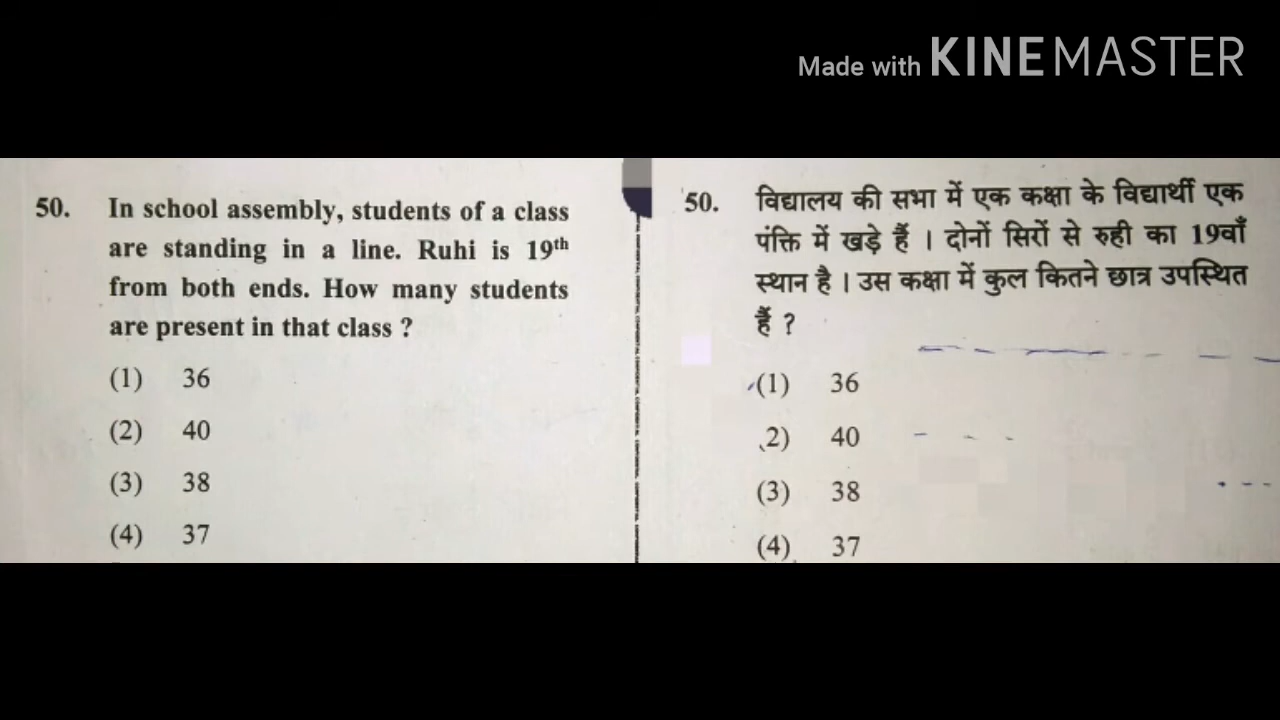 Made with KINEMASTER
50. In school assembly, students of a class
are standing in a line. Ruhi is 19th
from both ends. How many students
are present in that class ?
(1) 36
(2) 40
(3) 38
(4) 37
50. विद्यालय की सभा में एक कक्षा के विद्यार्थी एक
पंक्ति में खड़े हैं । दोनों सिरों से रुही का 19वाँ
स्थान है । उस कक्षा में कुल कितने छात्र उपस्थित
हैं ?
(1) 36
2) 40
(3) 38
(4) 37